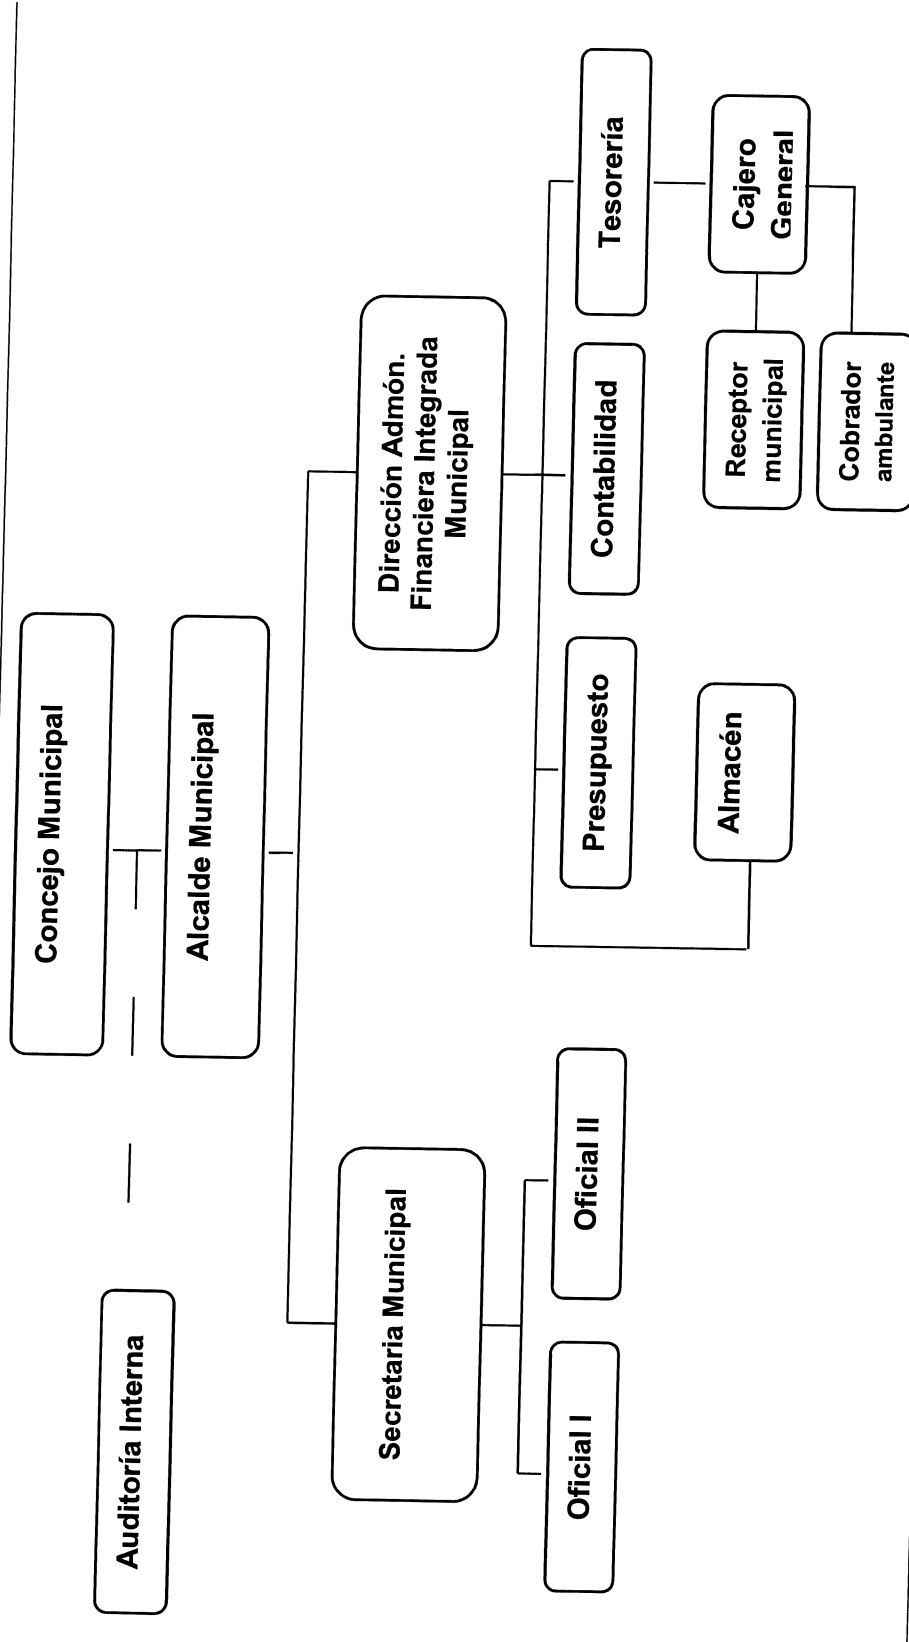 Concejo Municipal
Auditoría Interna
Alcalde Municipal
Secretaria Municipal
Dirección Admón.
Financiera Integrada
Municipal
Oficial I
Oficial II
Presupuesto
Contabilidad
Tesorería
Almacén
Cajero
General
Receptor
municipal
Cobrador
ambulante